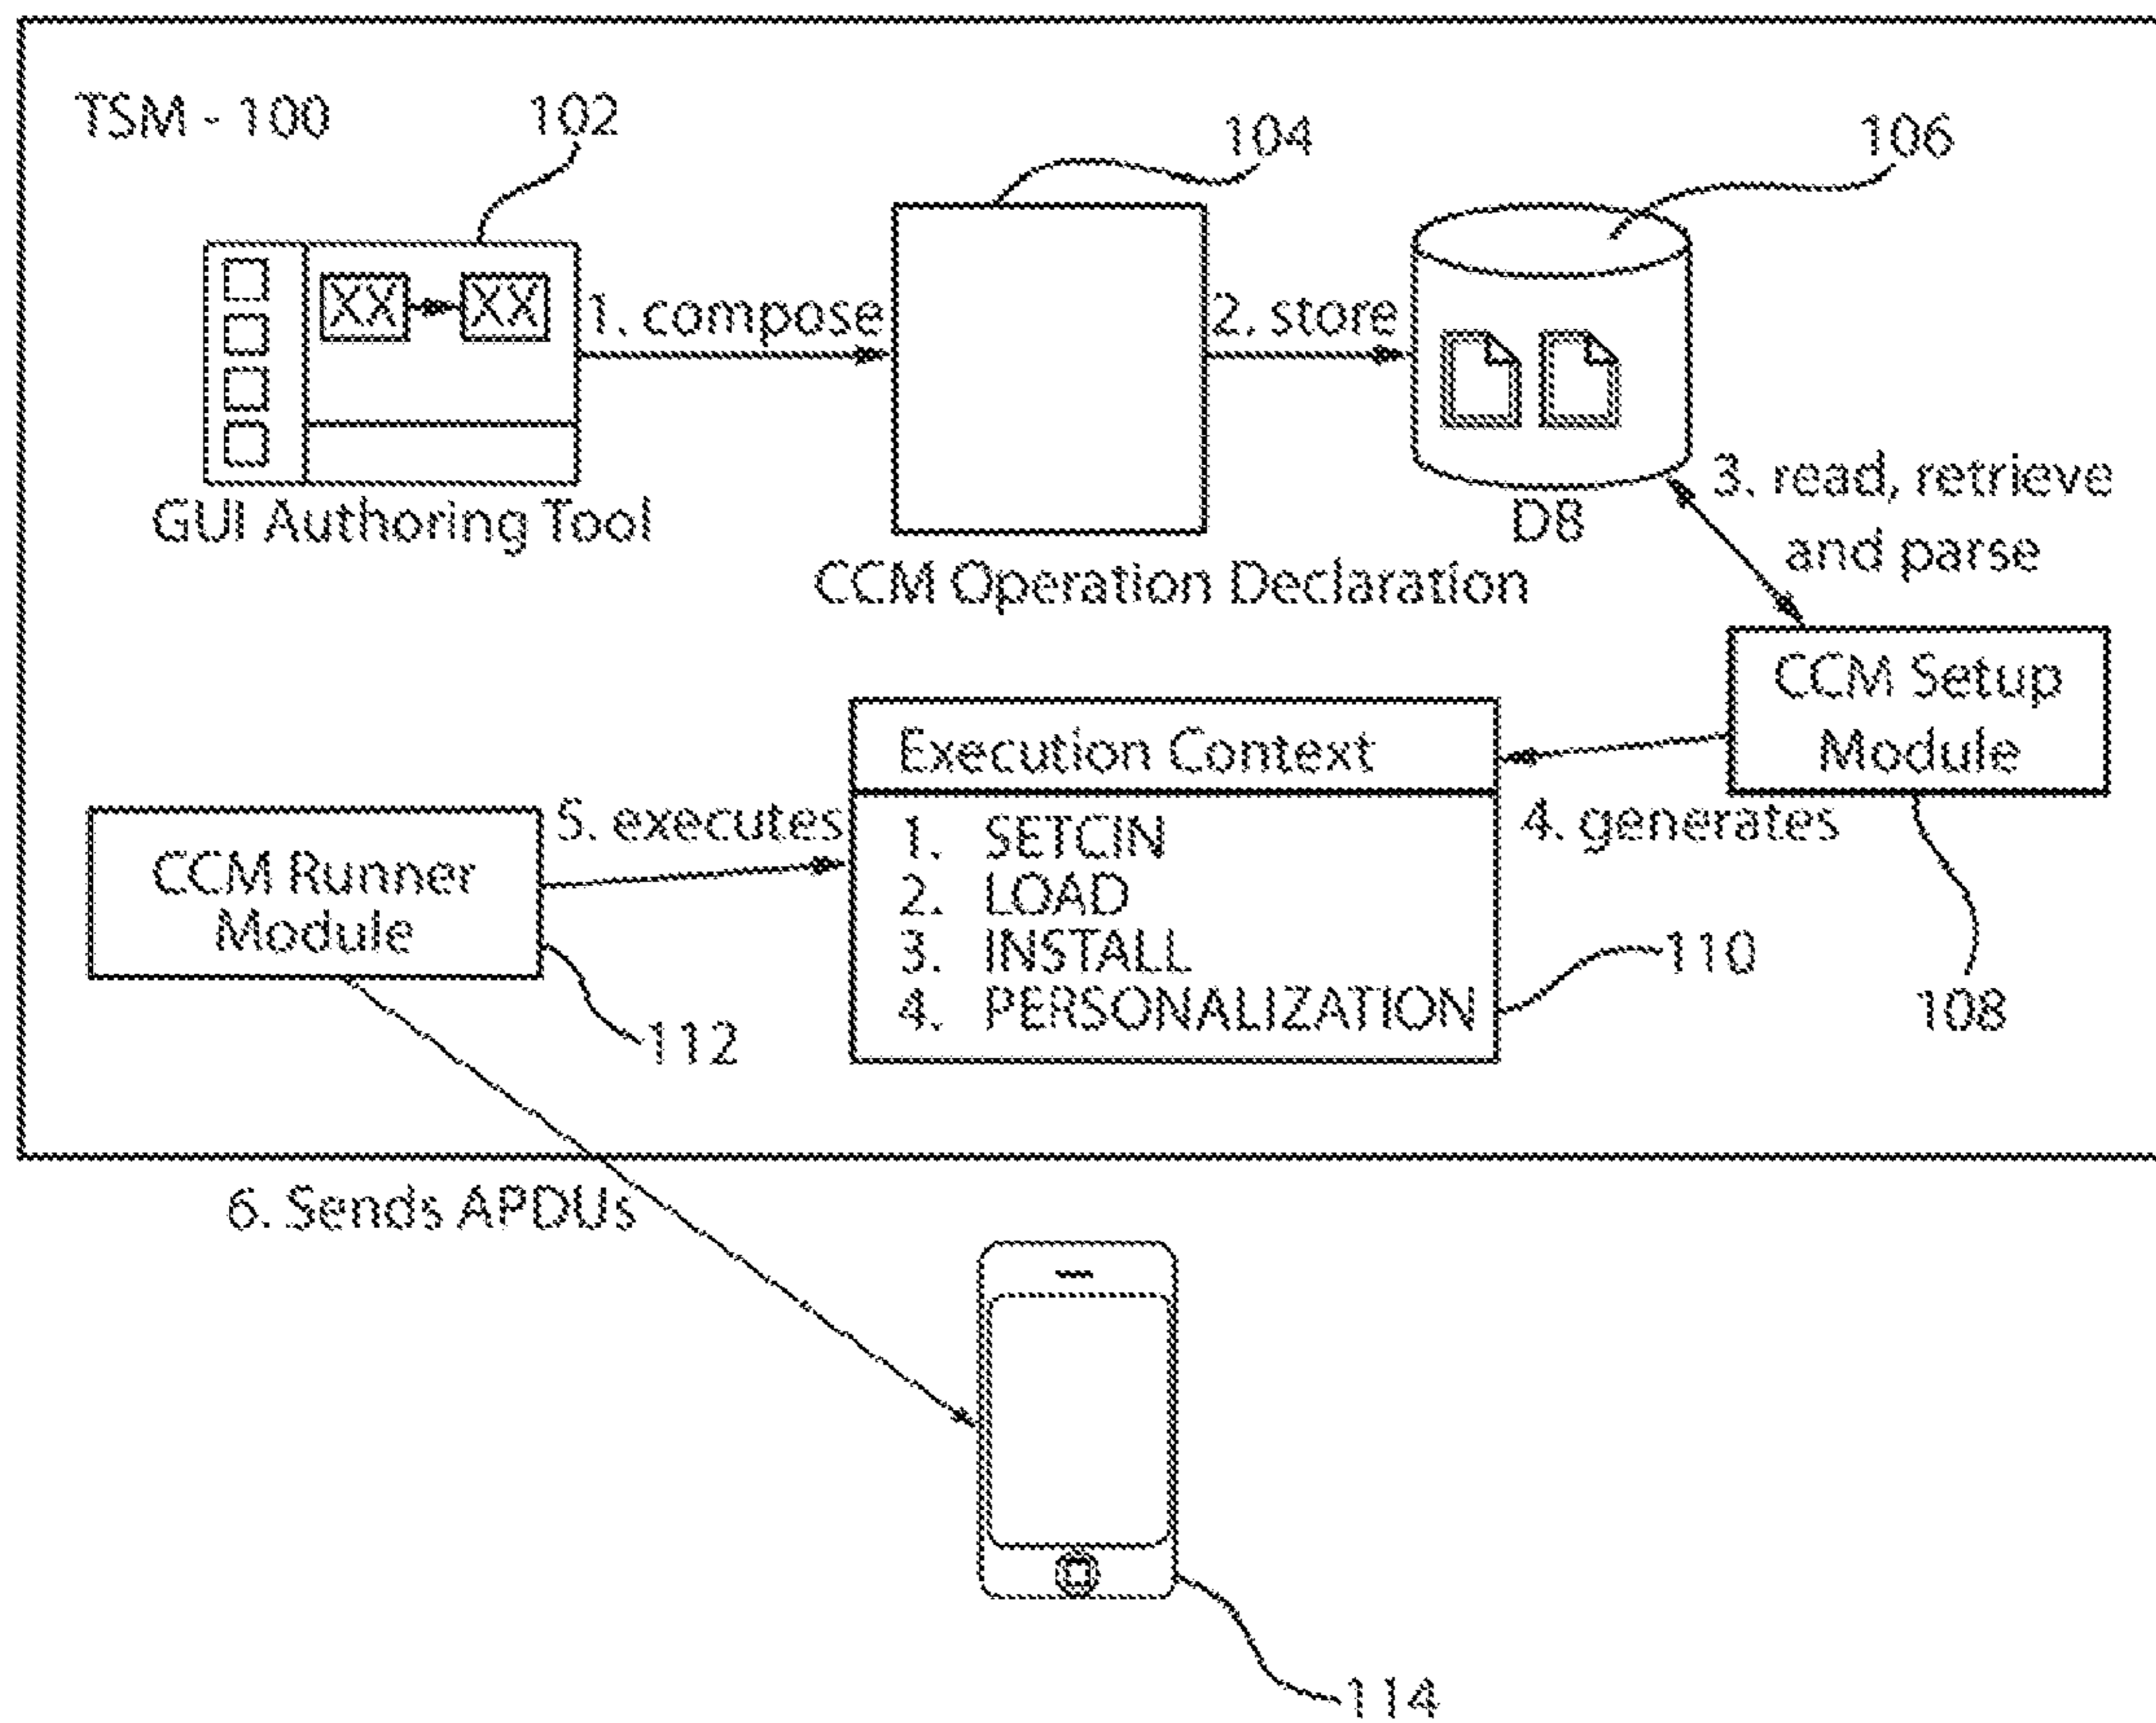 TSM - 100
102
104
106
XX
XX
1. compose
2. store
GUI Authoring Tool
CCM Operation Declaration
DB
3. read, retrieve
and parse
CCM Setup
Module
Execution Context
4. generates
5. executes
1. SETCIN
2. LOAD
3. INSTALL
4. PERSONALIZATION
CCM Runner
Module
110
108
112
6. Sends APDUs
114